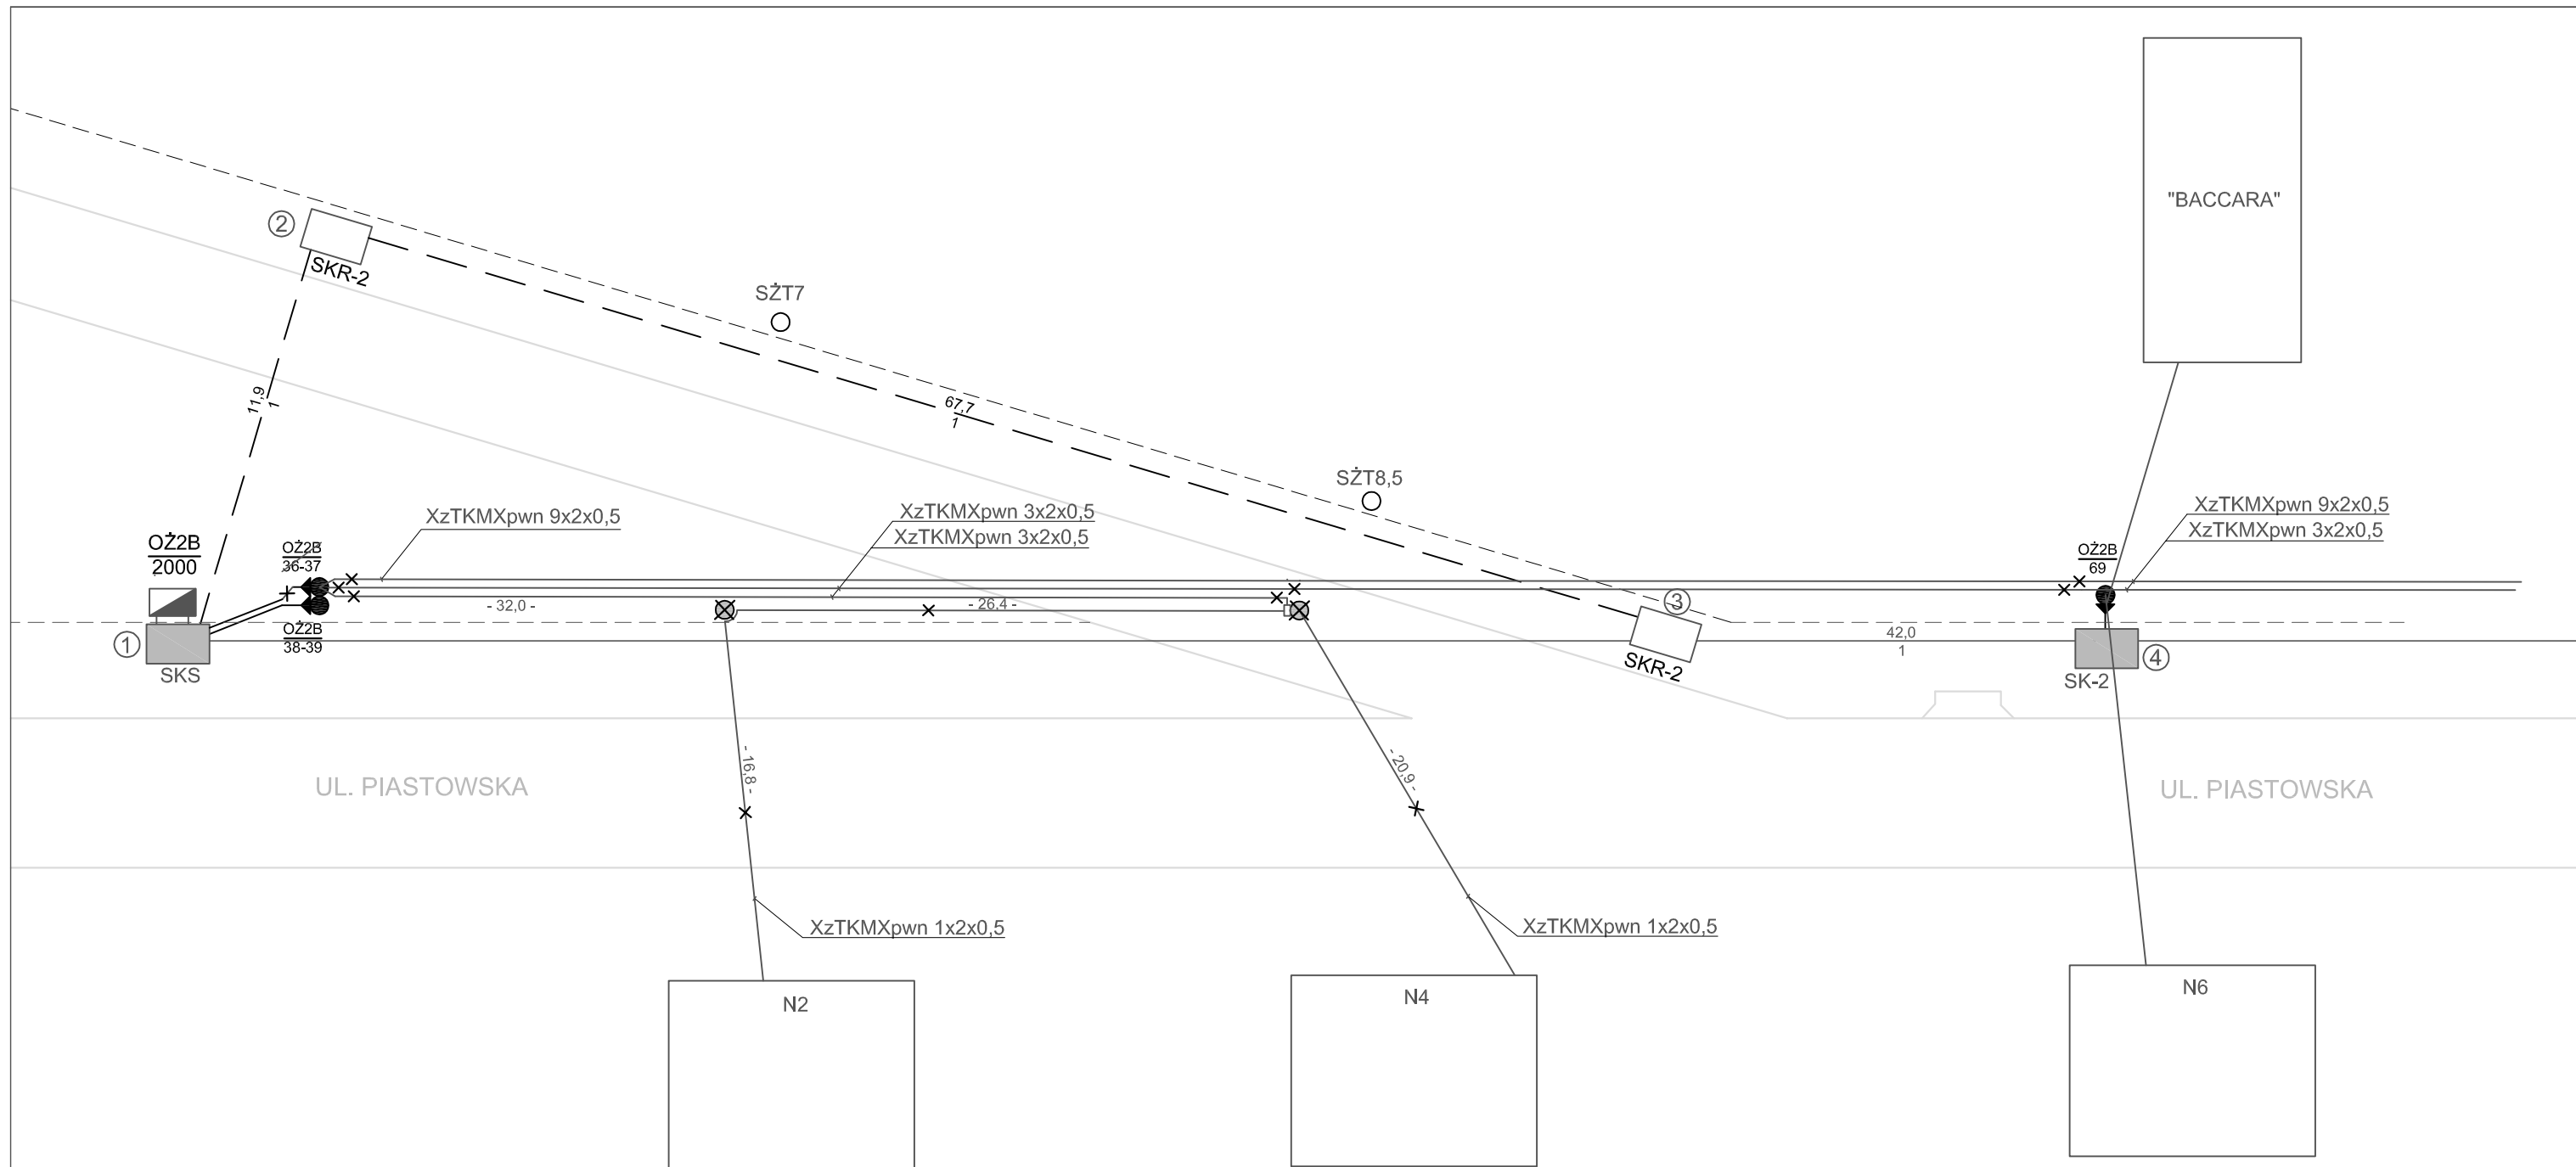 "BACCARA"
2
SKR-2
SŻT7
11,9
1
67,7
1
SŻT8,5
XzTKMXpwn 9x2x0,5
XzTKMXpwn 3x2x0,5
XzTKMXpwn 3x2x0,5
XzTKMXpwn 9x2x0,5
XzTKMXpwn 3x2x0,5
OŻ2B
2000
OŻ2B
36-37
OŻ2B
69
- 32,0 -
- 26,4 -
3
1
OŻ2B
38-39
SKS
SKR-2
42,0
1
4
SK-2
- 16,8 -
- 20,9 -
UL. PIASTOWSKA
UL. PIASTOWSKA
XzTKMXpwn 1x2x0,5
XzTKMXpwn 1x2x0,5
N2
N4
N6